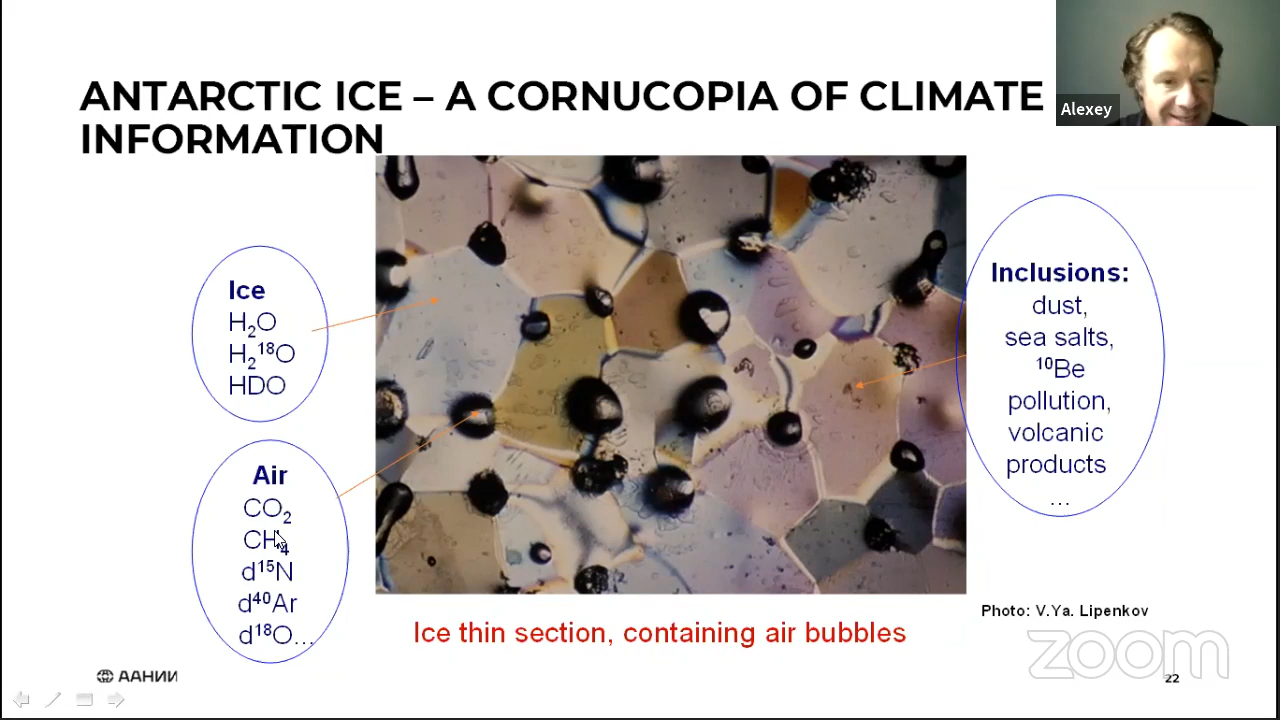 ANTARCTIC ICE – A CORNUCOPIA OF CLIMATE
INFORMATION
Alexey
Ice
H₂O
H₂¹⁸O
HDO
Air
CO₂
CH₄
d¹⁵N
d⁴⁰Ar
d¹⁸O...
Inclusions:
dust,
sea salts,
¹⁰Be
pollution,
volcanic
products
...
Photo: V.Ya. Lipenkov
Ice thin section, containing air bubbles
ААНИИ
zoom
22